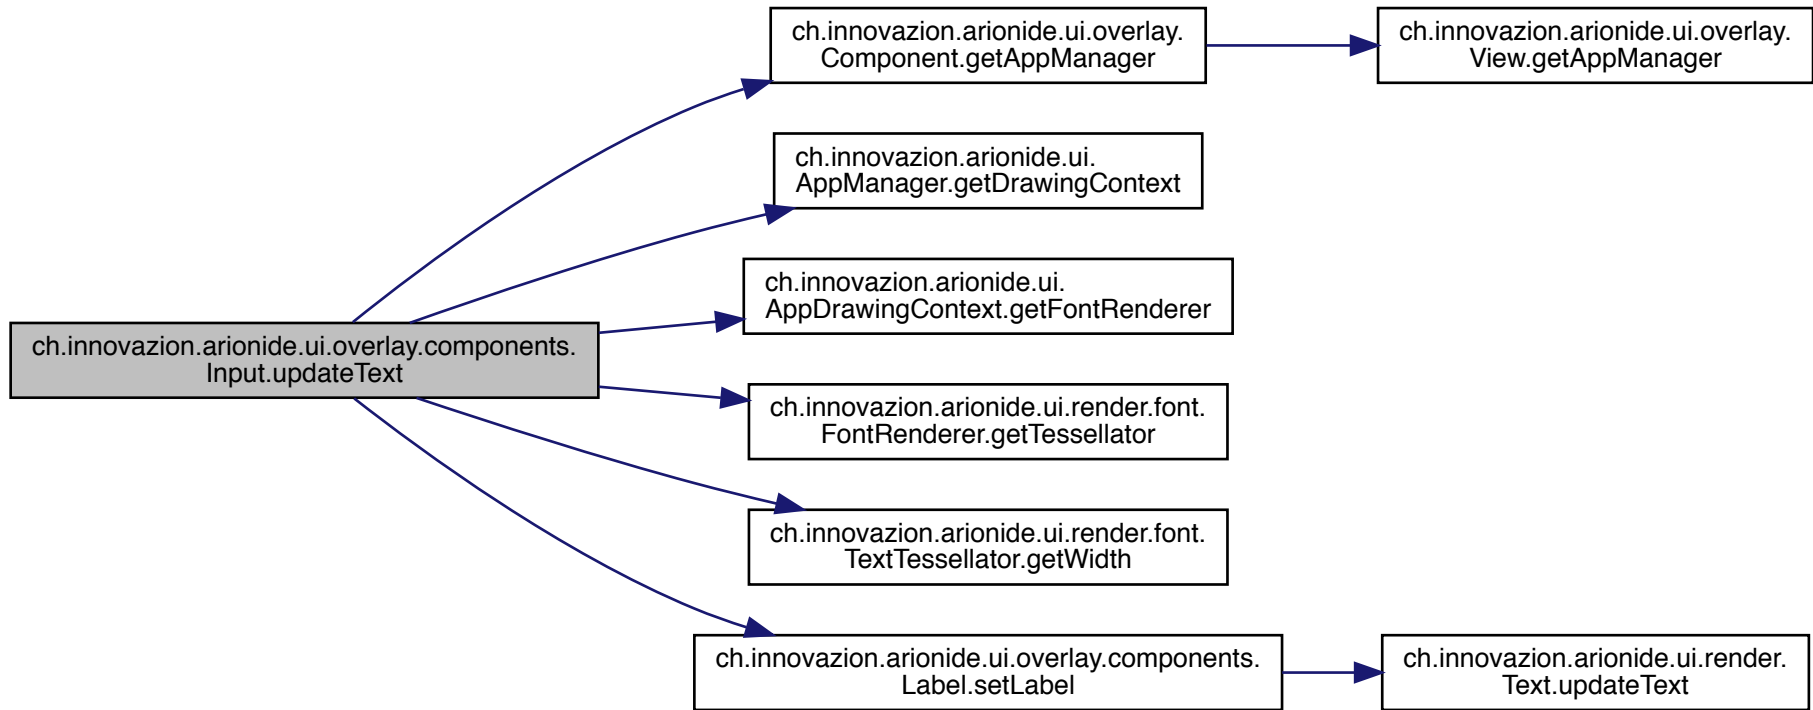 ch.innovazion.arionide.ui.overlay.components.
Input.updateText
ch.innovazion.arionide.ui.overlay.
Component.getAppManager
ch.innovazion.arionide.ui.overlay.
View.getAppManager
ch.innovazion.arionide.ui.
AppManager.getDrawingContext
ch.innovazion.arionide.ui.
AppDrawingContext.getFontRenderer
ch.innovazion.arionide.ui.render.font.
FontRenderer.getTessellator
ch.innovazion.arionide.ui.render.font.
TextTessellator.getWidth
ch.innovazion.arionide.ui.overlay.components.
Label.setLabel
ch.innovazion.arionide.ui.render.
Text.updateText